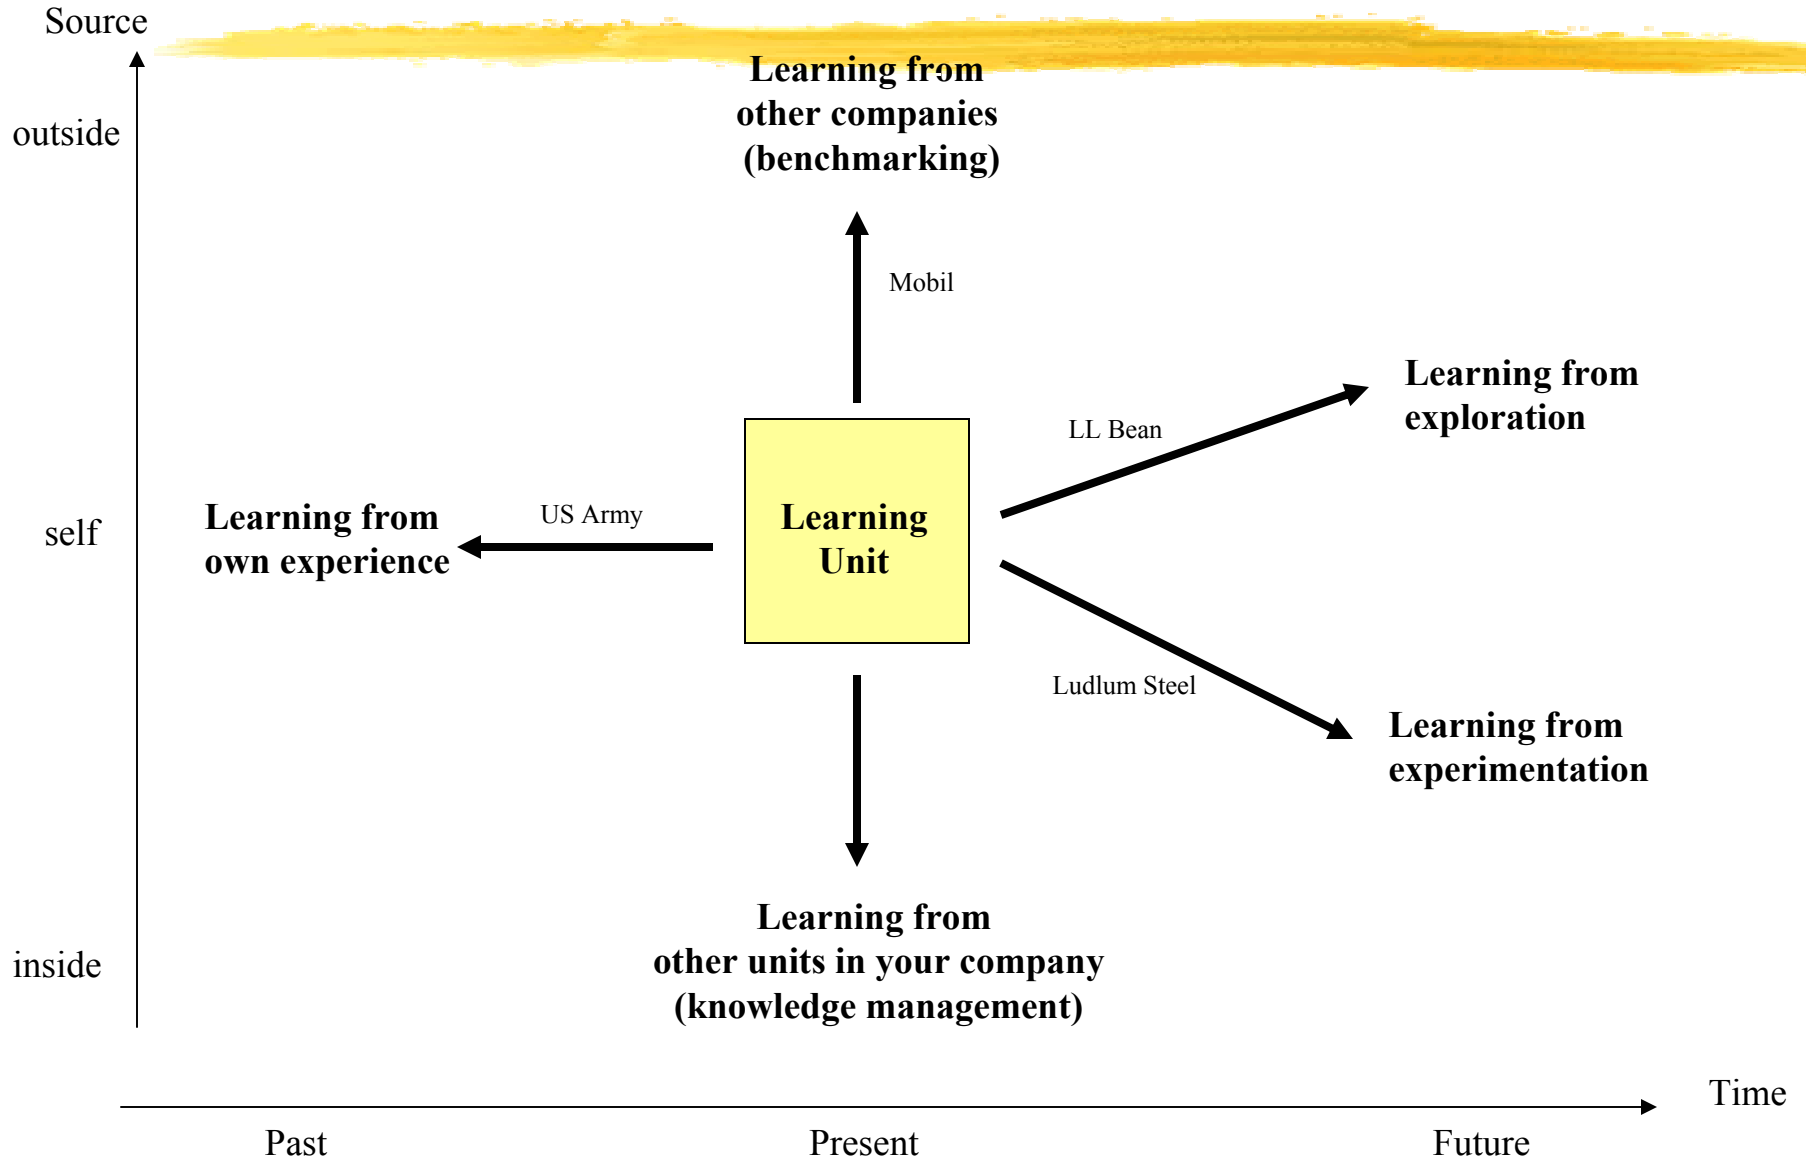 Source
Learning from
other companies
(benchmarking)
outside
Mobil
Learning from
exploration
LL Bean
Learning from
own experience
US Army
self
Learning
Unit
Ludlum Steel
Learning from
experimentation
Learning from
other units in your company
(knowledge management)
inside
Time
Past
Present
Future